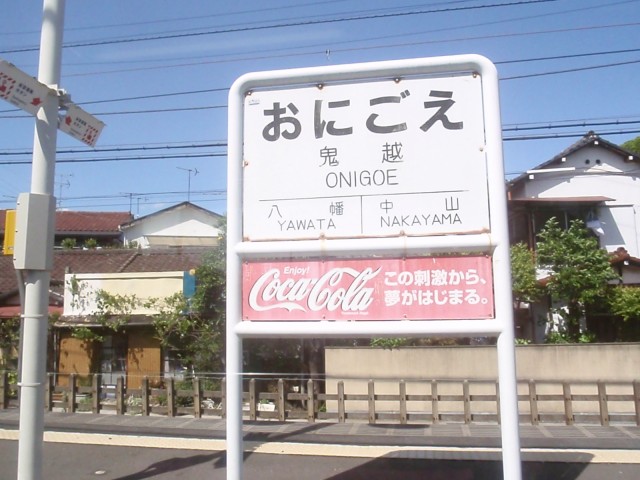 おにごえ
鬼 越
ONIGOE
八 幡 中 山
YAWATA NAKAYAMA
Enjoy!
Coca-Cola
この刺激から、
夢がはじまる。